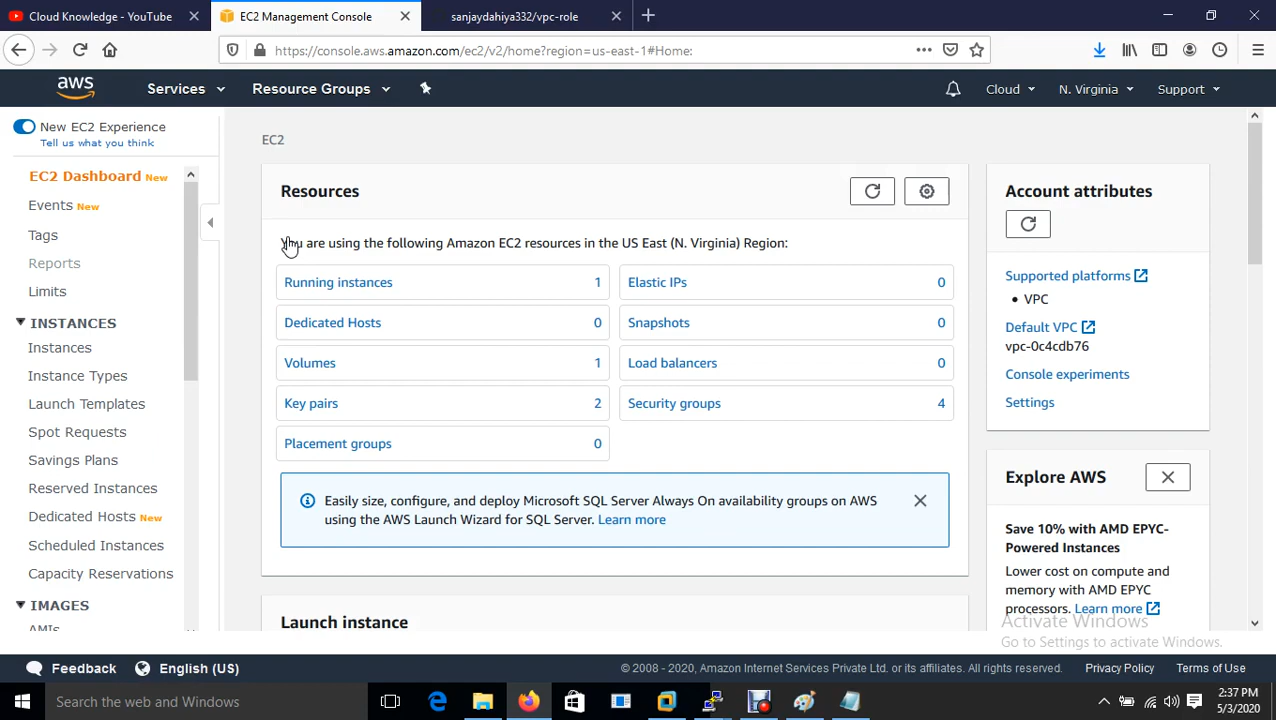 Cloud Knowledge - YouTube
EC2 Management Console
sanjaydahiya332/vpc-role
https://console.aws.amazon.com/ec2/v2/home?region=us-east-1#Home:
aws
Services
Resource Groups
Cloud
N. Virginia
Support
New EC2 Experience
Tell us what you think
EC2 Dashboard New
Events New
Tags
Reports
Limits
INSTANCES
Instances
Instance Types
Launch Templates
Spot Requests
Savings Plans
Reserved Instances
Dedicated Hosts New
Scheduled Instances
Capacity Reservations
IMAGES
AMIs
EC2
Resources
You are using the following Amazon EC2 resources in the US East (N. Virginia) Region:
Running instances 1
Elastic IPs 0
Dedicated Hosts 0
Snapshots 0
Volumes 1
Load balancers 0
Key pairs 2
Security groups 4
Placement groups 0
Easily size, configure, and deploy Microsoft SQL Server Always On availability groups on AWS
using the AWS Launch Wizard for SQL Server. Learn more
Launch instance
Account attributes
Supported platforms
• VPC
Default VPC
vpc-0c4cdb76
Console experiments
Settings
Explore AWS
Save 10% with AMD EPYC-
Powered Instances
Lower cost on compute and
memory with AMD EPYC
processors. Learn more
Activate Windows
Go to Settings to activate Windows.
Feedback
English (US)
© 2008 - 2020, Amazon Internet Services Private Ltd. or its affiliates. All rights reserved.
Privacy Policy
Terms of Use
Search the web and Windows
2:37 PM
5/3/2020